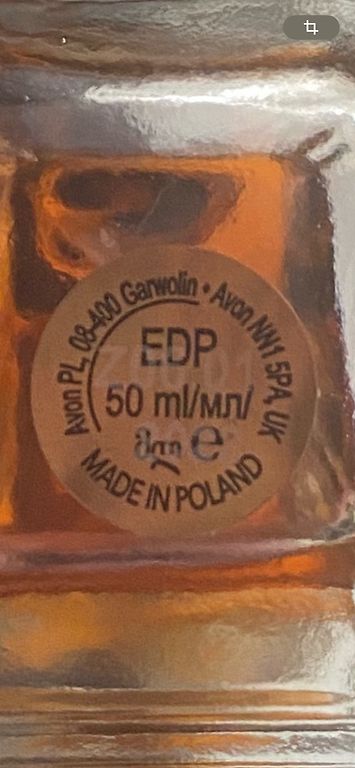 Avon PL, 08-400 Garwolin • Avon NN1 5PA, UK
EDP
50 ml/мл/
მლ ℮
MADE IN POLAND